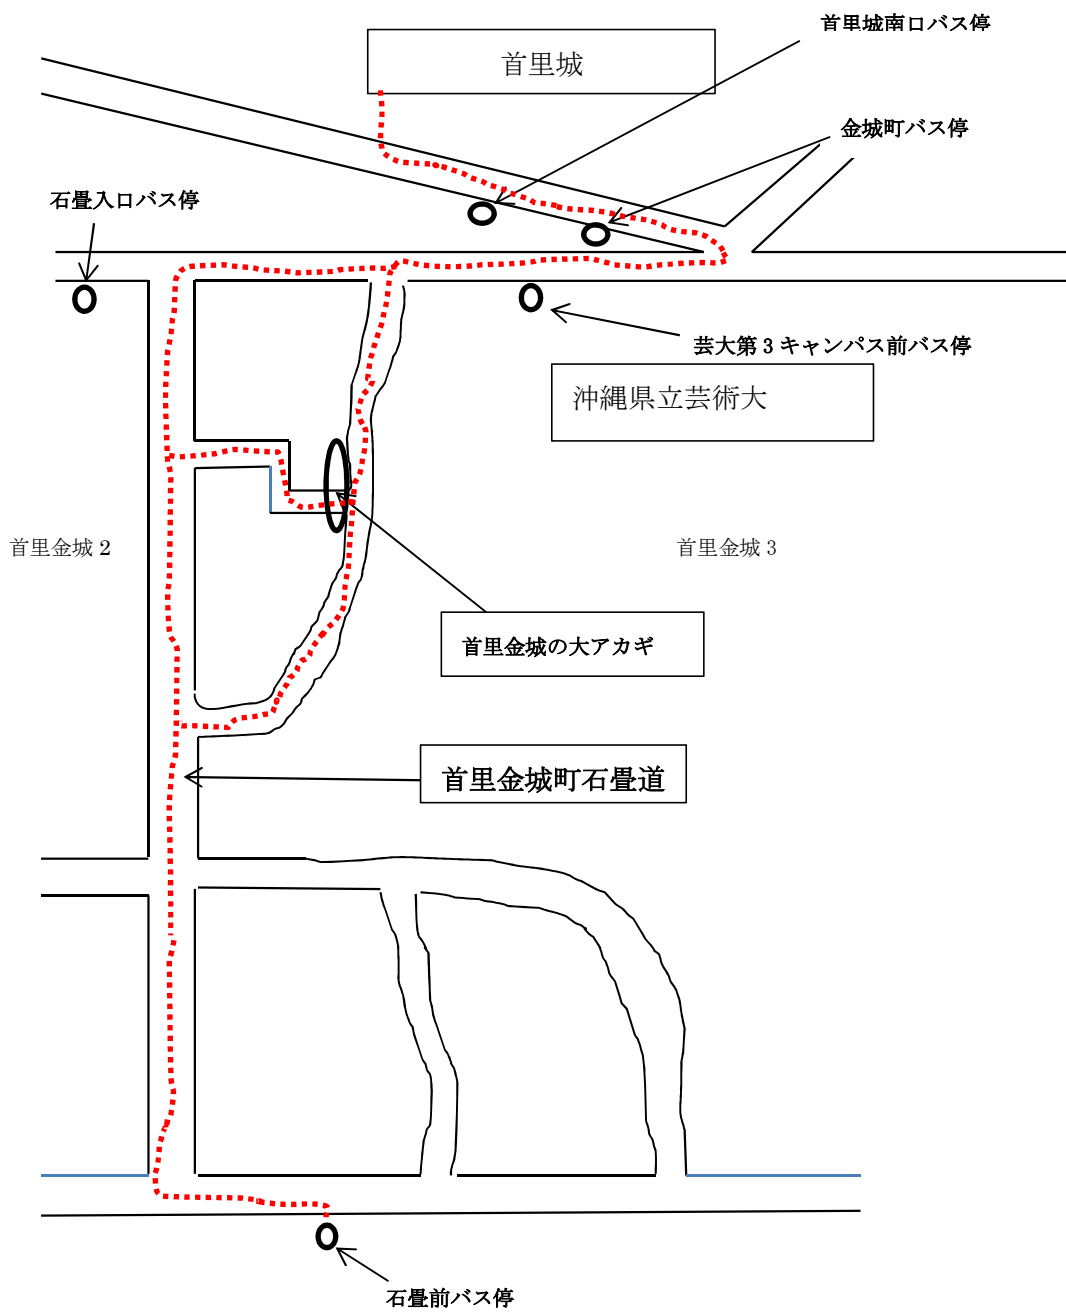 首里城南口バス停
首里城
金城町バス停
石畳入口バス停
芸大第3キャンパス前バス停
沖縄県立芸術大
首里金城2
首里金城3
首里金城の大アカギ
首里金城町石畳道
石畳前バス停